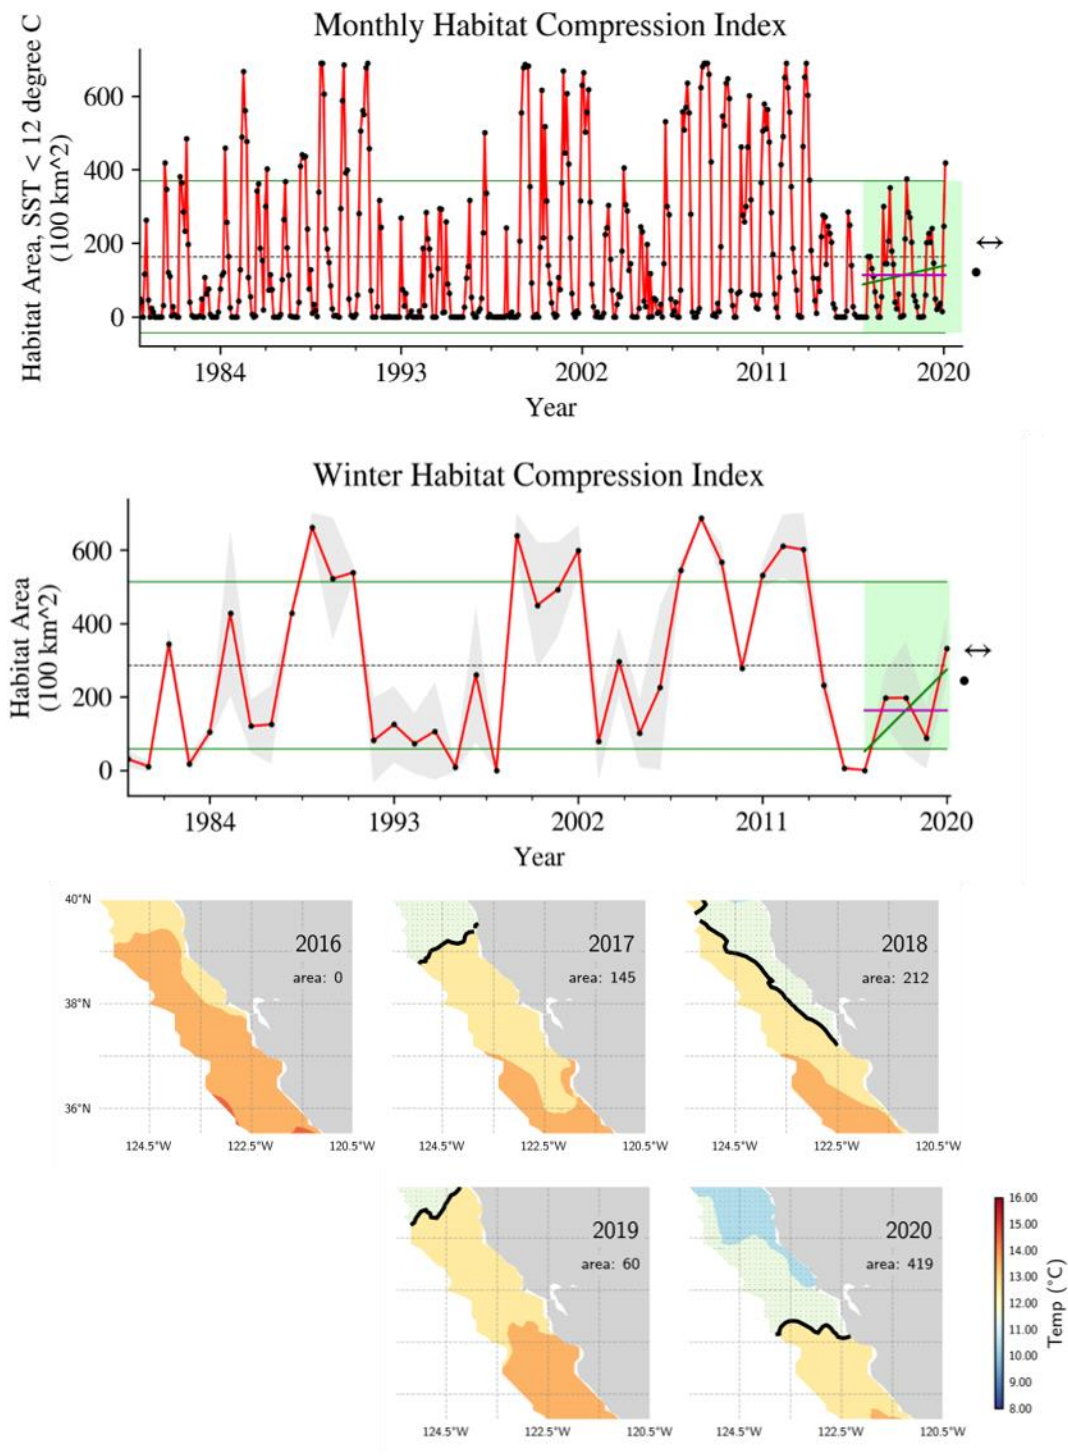 Monthly Habitat Compression Index
Habitat Area, SST < 12 degree C
(100 km^2)
600
400
200
0
1984
1993
2002
2011
2020
Year
Winter Habitat Compression Index
Habitat Area
(100 km^2)
600
400
200
0
1984
1993
2002
2011
2020
Year
40°N
38°N
36°N
2016
area: 0
124.5°W
122.5°W
120.5°W
2017
area: 145
124.5°W
122.5°W
120.5°W
2018
area: 212
124.5°W
122.5°W
120.5°W
2019
area: 60
124.5°W
122.5°W
120.5°W
2020
area: 419
124.5°W
122.5°W
120.5°W
16.00
15.00
14.00
13.00
12.00
11.00
10.00
9.00
8.00
Temp (°C)